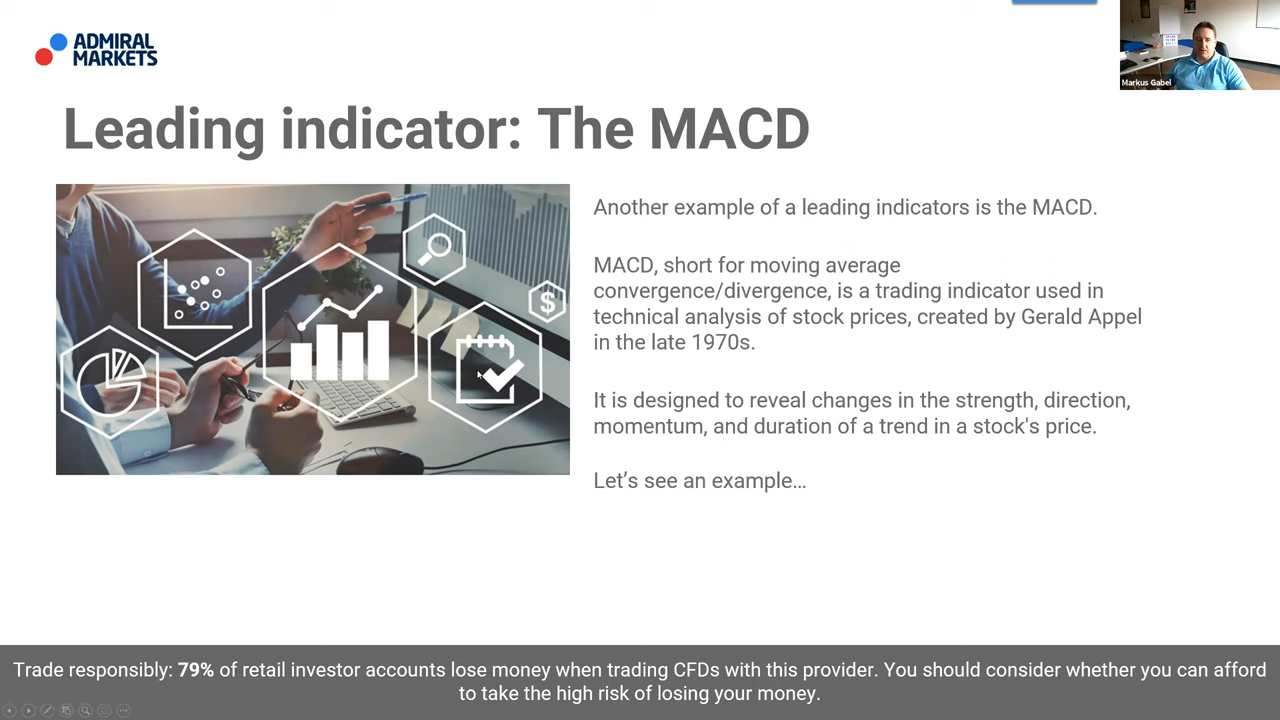 ADMIRAL
MARKETS
Markus Gabel
Leading indicator: The MACD
Another example of a leading indicators is the MACD.
MACD, short for moving average
convergence/divergence, is a trading indicator used in
technical analysis of stock prices, created by Gerald Appel
in the late 1970s.
It is designed to reveal changes in the strength, direction,
momentum, and duration of a trend in a stock's price.
Let’s see an example…
$
Trade responsibly: 79% of retail investor accounts lose money when trading CFDs with this provider. You should consider whether you can afford
to take the high risk of losing your money.